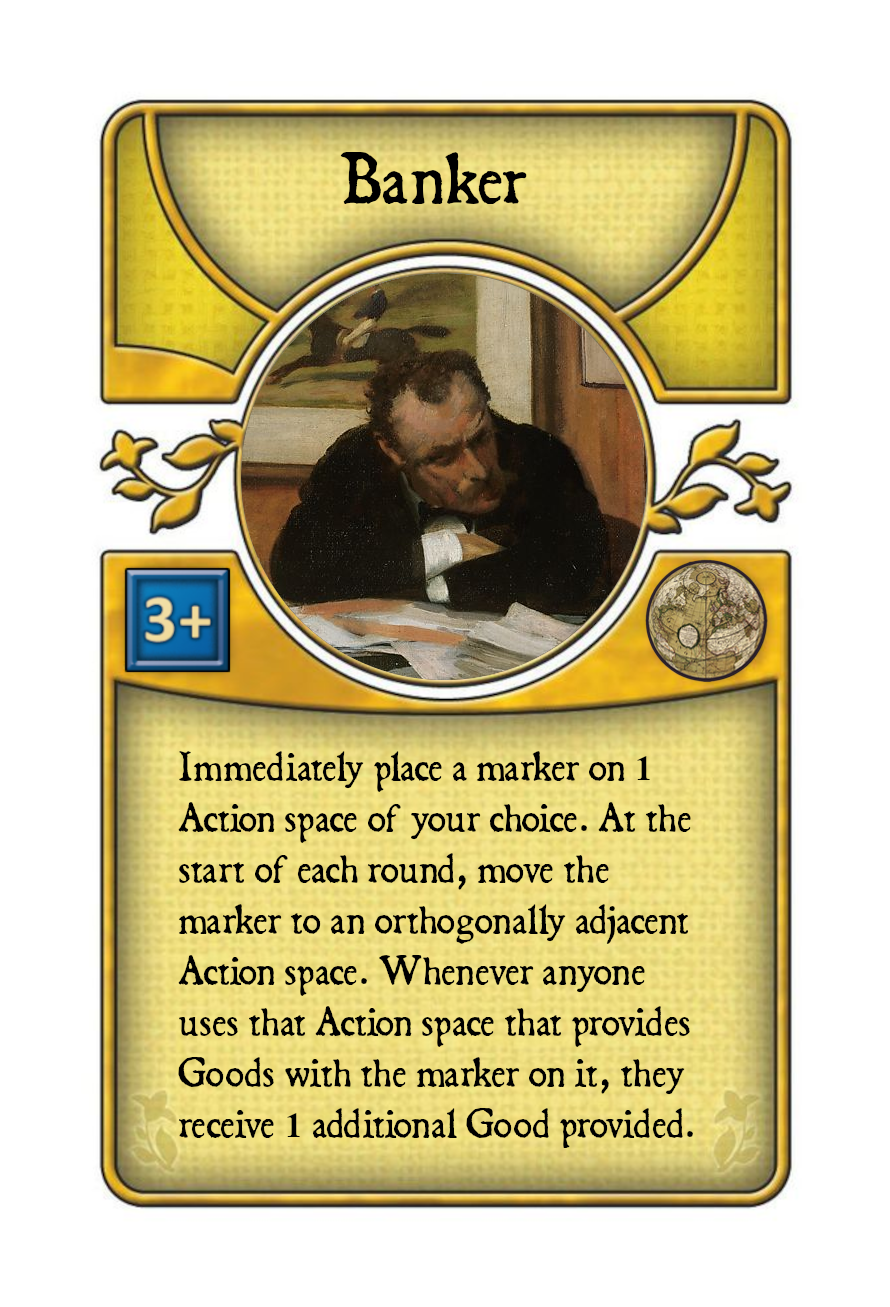 Banker
3+
Immediately place a marker on 1
Action space of your choice. At the
start of each round, move the
marker to an orthogonally adjacent
Action space. Whenever anyone
uses that Action space that provides
Goods with the marker on it, they
receive 1 additional Good provided.